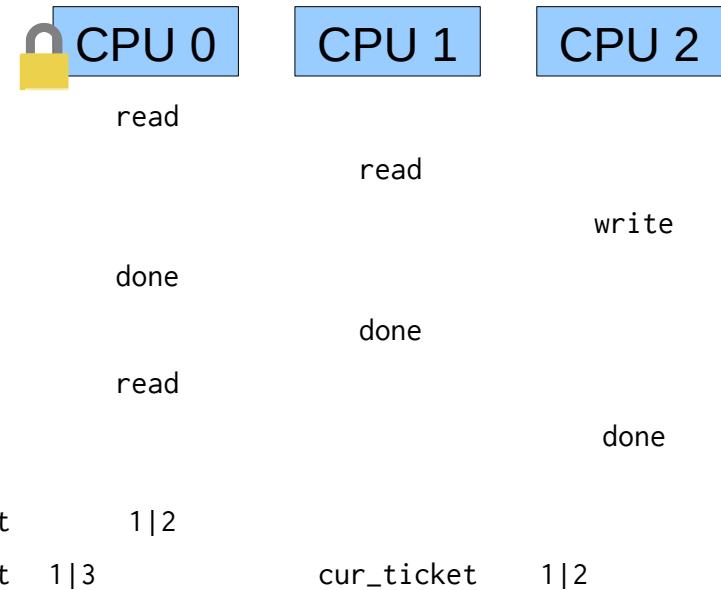 CPU 0 CPU 1 CPU 2
read
read
write
done
done
read
done
t 1|2
t 1|3 cur_ticket 1|2